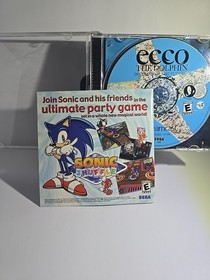 ecco
THE DOLPHIN
Join Sonic and his friends in the
ultimate party game
set in a whole new magical world!
SONIC
SHUFFLE
E
SEGA